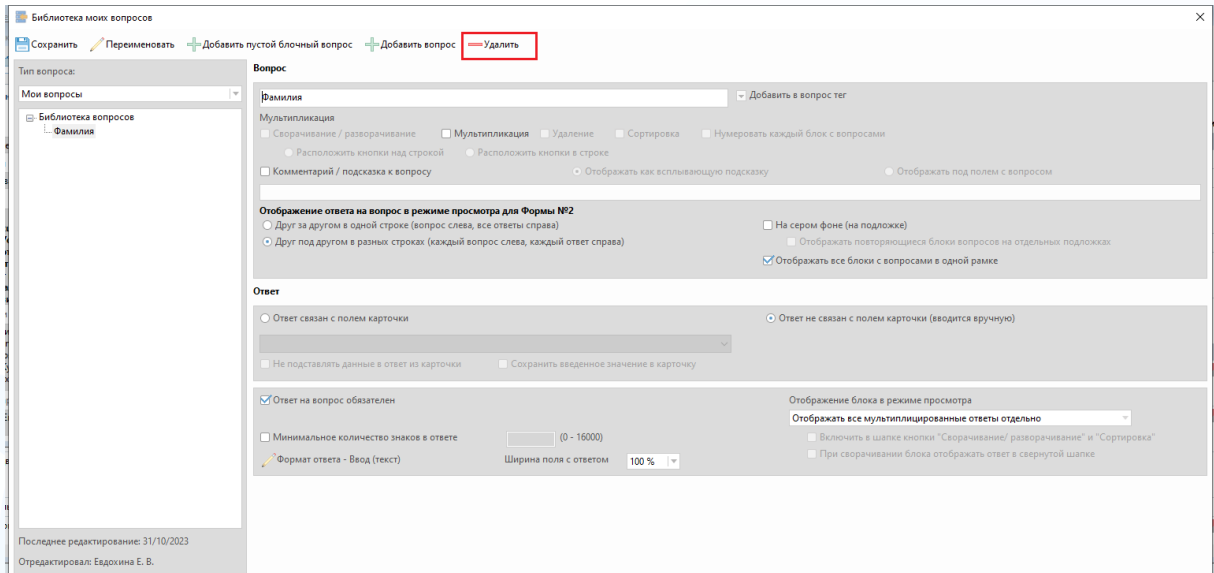 Библиотека моих вопросов
Сохранить Переименовать Добавить пустой блочный вопрос Добавить вопрос Удалить
Тип вопроса:
Мои вопросы
Библиотека вопросов
Фамилия
Последнее редактирование: 31/10/2023
Отредактировал: Евдохина Е. В.
Вопрос
Фамилия Добавить в вопрос тег
Мультипликация
Сворачивание / разворачивание Мультипликация Удаление Сортировка Нумеровать каждый блок с вопросами
Расположить кнопки над строкой Расположить кнопки в строке
Комментарий / подсказка к вопросу Отображать как всплывающую подсказку Отображать под полем с вопросом
Отображение ответа на вопрос в режиме просмотра для Формы №2
Друг за другом в одной строке (вопрос слева, все ответы справа) На сером фоне (на подложке)
Друг под другом в разных строках (каждый вопрос слева, каждый ответ справа) Отображать повторяющиеся блоки вопросов на отдельных подложках
Отображать все блоки с вопросами в одной рамке
Ответ
Ответ связан с полем карточки Ответ не связан с полем карточки (вводится вручную)
Не подставлять данные в ответ из карточки Сохранить введенное значение в карточку
Ответ на вопрос обязателен Отображение блока в режиме просмотра
Отображать все мультиплицированные ответы отдельно
Минимальное количество знаков в ответе (0 - 16000) Включить в шапке кнопки "Сворачивание/ разворачивание" и "Сортировка"
Формат ответа - Ввод (текст) Ширина поля с ответом 100 % При сворачивании блока отображать ответ в свернутой шапке